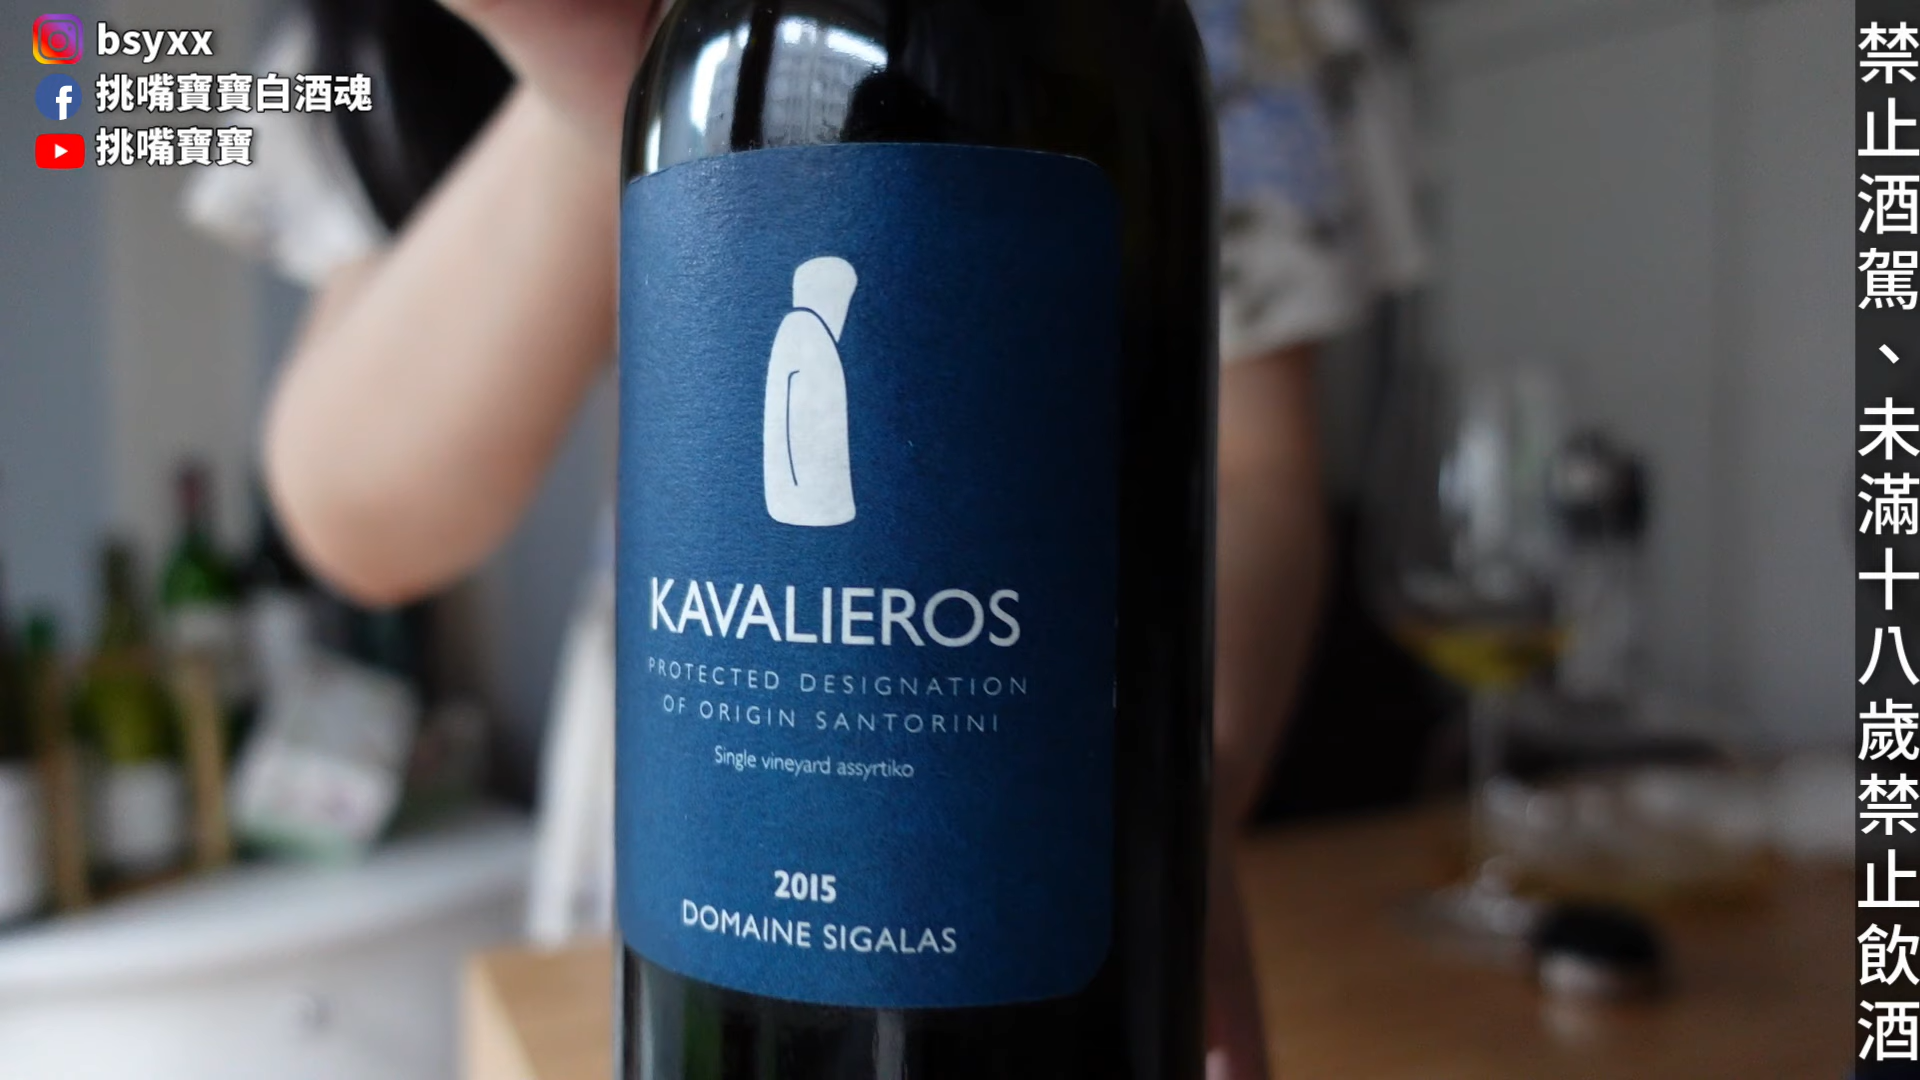 bsyxx
挑嘴寶寶白酒魂
挑嘴寶寶
KAVALIEROS
PROTECTED DESIGNATION
OF ORIGIN SANTORINI
Single vineyard assyrtiko
2015
DOMAINE SIGALAS
禁止酒駕、未滿十八歲禁止飲酒